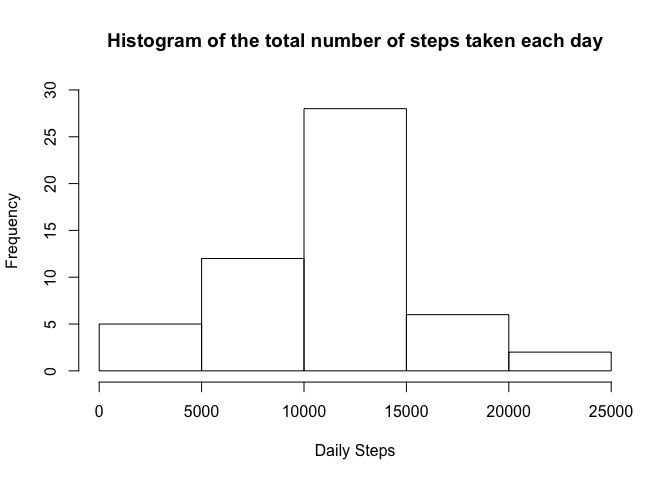 Histogram of the total number of steps taken each day
30
25
20
15
10
5
0
Frequency
0 5000 10000 15000 20000 25000
Daily Steps